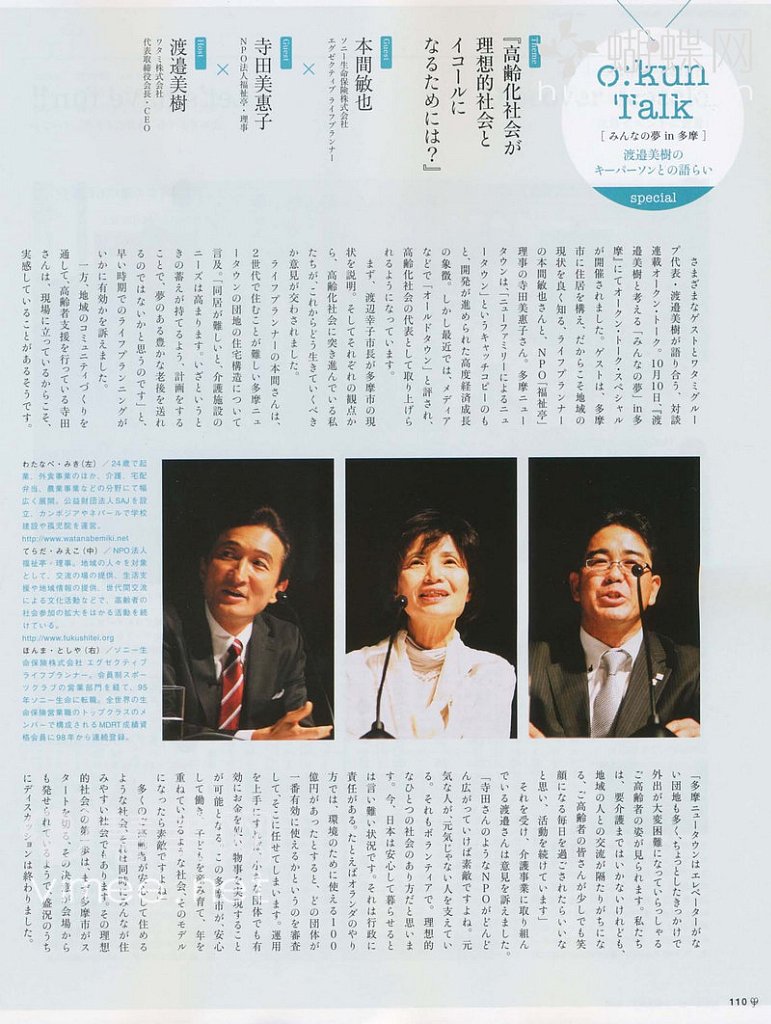 o:kun
Talk
[ みんなの夢 in 多摩 ]
渡邉美樹の
キーパーソンとの語らい
special
Theme
『高齢化社会が
理想的社会と
イコールに
なるためには？』
Guest
本間敏也
ソニー生命保険株式会社
エグゼクティブ ライフプランナー
×
Guest
寺田美惠子
NPO法人福祉亭・理事
×
Host
渡邉美樹
ワタミ株式会社
代表取締役会長・CEO
さまざまなゲストとワタミグルー
プ代表・渡邉美樹が語り合う、対談
連載オークン・トーク。10月10日、『渡
邉美樹と考える「みんなの夢」in多
摩』にてオークン・トーク・スペシャル
が開催されました。ゲストは、多摩
市に住居を構え、だからこそ地域の
現状を良く知る、ライフプランナー
の本間敏也さんと、NPO「福祉亭」
理事の寺田美惠子さん。多摩ニュー
タウンは、「ニューファミリーによるニュ
ータウン」というキャッチコピーのも
と、開発が進められた高度経済成長
の象徴。しかし最近では、メディア
などで「オールドタウン」と評され、
高齢化社会の代表として取り上げら
れるようになっています。
まず、渡辺幸子市長が多摩市の現
状を説明。そしてそれぞれの観点か
ら、高齢化社会に突き進んでいる私
たちが、これからどう生きていくべき
か意見が交わされました。
ライフプランナーの本間さんは
2世代で住むことが難しい多摩ニュ
ータウンの団地の住宅構造について
言及。「同居が難しいと、介護施設の
ニーズは高まります。いざというと
きの蓄えが持てるよう、計画をする
ことで、夢のある豊かな老後を送れ
るのではないかと思うのです」と、
早い時期でのライフプランニングが
いかに有効かを訴えました。
一方、地域のコミュニティづくりを
通して高齢者支援を行っている寺田
さんは、現場に立っているからこそ、
実感していることがあるそうです。
わたなべ・みき（左）／24歳で起
業、外食事業のほか、介護、宅配
弁当、農業事業などの分野にて幅
広く展開。公益財団法人SAJを設
立、カンボジアやネパールで学校
建設や孤児院を運営。
http://www.watanabemiki.net
てらだ・みえこ（中）／NPO法人
福祉亭・理事。地域の人々を対象
として、交流の場の提供、生活支
援や地域情報の提供、世代間交流
による文化活動などで、高齢者の
社会参加の拡大をはかる活動を続
けている。
http://www.fukushitei.org
ほんま・としや（右）／ソニー生
命保険株式会社 エグゼクティブ
ライフプランナー。会員制スポー
ツクラブの営業部門を経て、95
年ソニー生命に転職。全世界の生
命保険営業職のトップクラスのメ
ンバーで構成されるMDRT成績資
格会員に98年から連続登録。
「多摩ニュータウンはエレベーターがな
い団地も多く、ちょっとしたきっかけで
外出が大変困難になっていらっしゃる
ご高齢者の姿が見られます。私たち
は、要介護まではいかないけれども、
地域の人との交流が隔たりがちにな
る、ご高齢者の皆さんが少しでも笑
顔になる毎日を過ごされたらいいな
と思い、活動を続けています」
それを受け、介護事業に取り組ん
でいる渡邉さんは意見を訴えました。
「寺田さんのようなNPOがどんど
ん広がっていけば素敵ですよね。元
気な人が、元気じゃない人を支えてい
る。それもボランティアで。理想的
なひとつの社会のあり方だと思いま
す。今、日本は安心して暮らせると
は言い難い状況です。それは行政に
責任がある。たとえばオランダのやり
方では、環境のために使える100
億円があったとすると、どの団体が
一番有効に使えるかというのを審査
して、そこに任せてしまいます。運用
を上手にすれば、小さな団体でも有
効にお金を使い物事を実現すること
が可能となる。この多摩市が、安心
して働き、子どもを産み育て、年を
重ねていけるような社会、そのモデル
になったら素敵ですよね」
多くのご高齢者が安心して住める
ような社会、それは同時にみんなが住
みやすい社会でもあります。その理想
的社会への第一歩は、まず多摩市がス
タートを切る。その決意が会場から
も発せられているような盛況のうち
にディスカッションは終わりました。
110
蝴蝶网